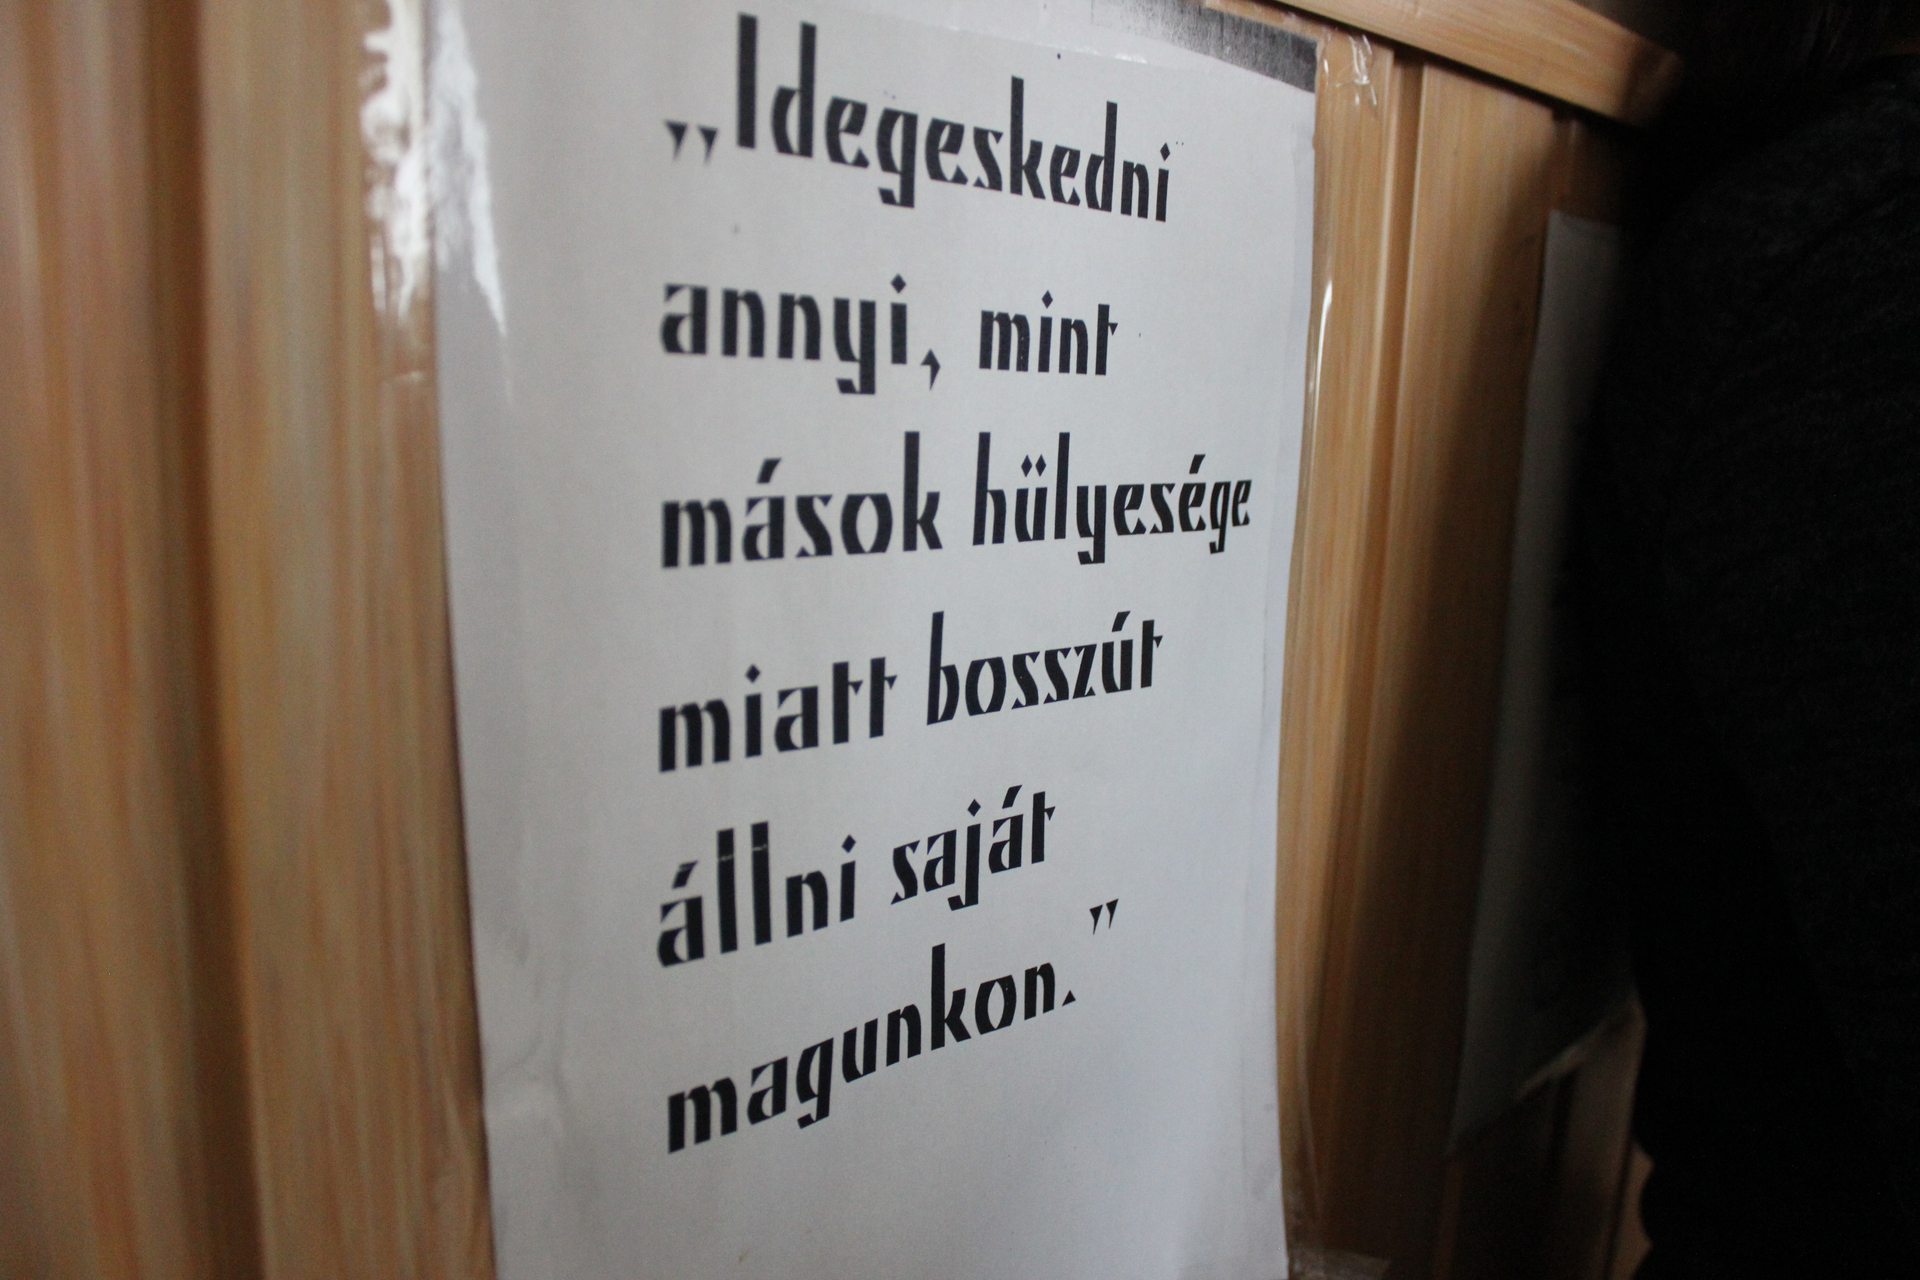 „Idegeskedni
annyi, mint
mások hülyesége
miatt bosszút
állni saját
magunkon.”